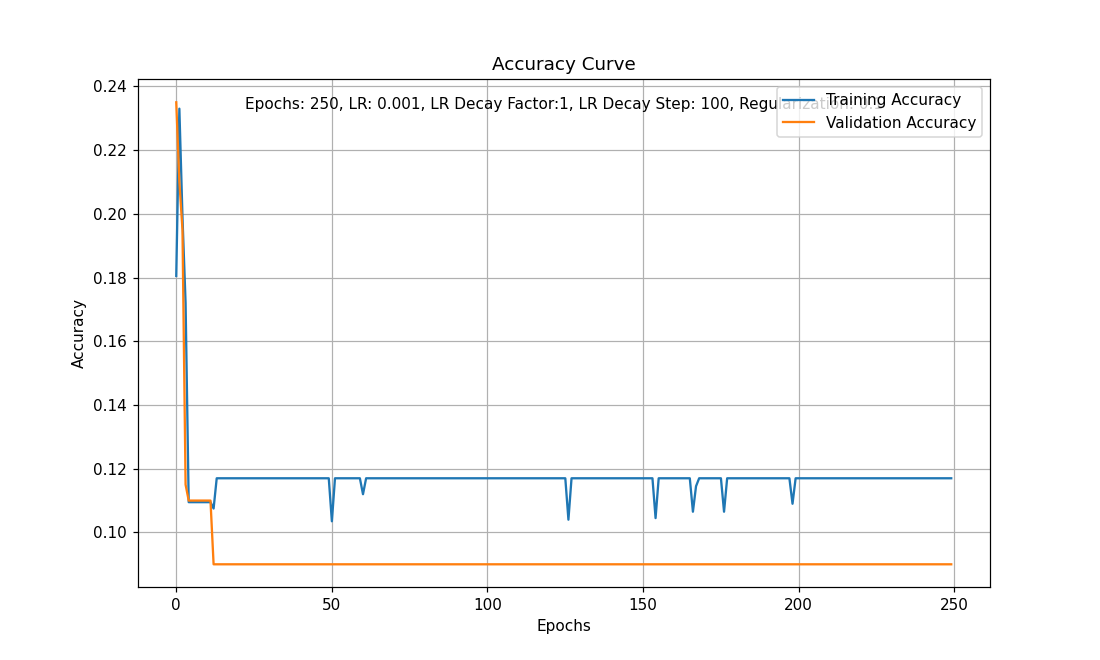 Accuracy Curve
Epochs: 250, LR: 0.001, LR Decay Factor:1, LR Decay Step: 100, Regularization:
Training Accuracy
Validation Accuracy
Accuracy
0.24
0.22
0.20
0.18
0.16
0.14
0.12
0.10
0 50 100 150 200 250
Epochs